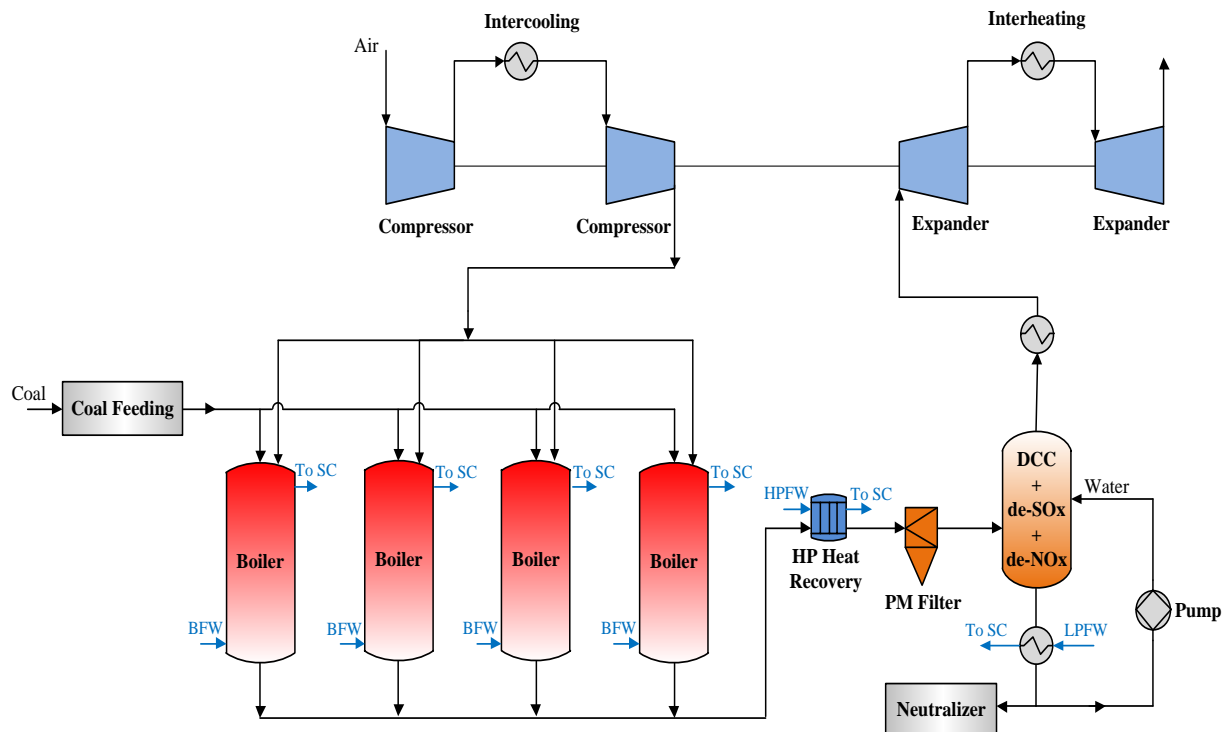 Intercooling
Interheating
Air
Compressor
Compressor
Expander
Expander
Coal
Coal Feeding
To SC
To SC
To SC
To SC
HPFW
To SC
DCC
+
de-SOx
+
de-NOx
Water
Boiler
Boiler
Boiler
Boiler
HP Heat
Recovery
PM Filter
Pump
BFW
BFW
BFW
BFW
To SC
LPFW
Neutralizer